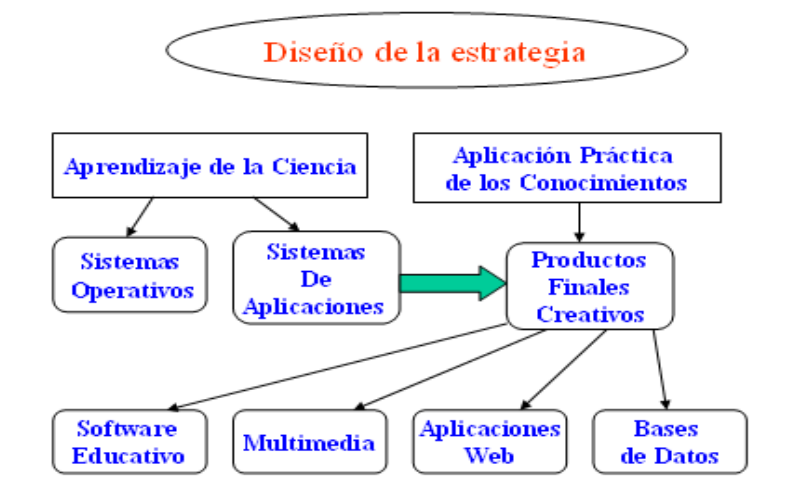 Diseño de la estrategia
Aprendizaje de la Ciencia
Aplicación Práctica
de los Conocimientos
Sistemas
Operativos
Sistemas
De
Aplicaciones
Productos
Finales
Creativos
Software
Educativo
Multimedia
Aplicaciones
Web
Bases
de Datos